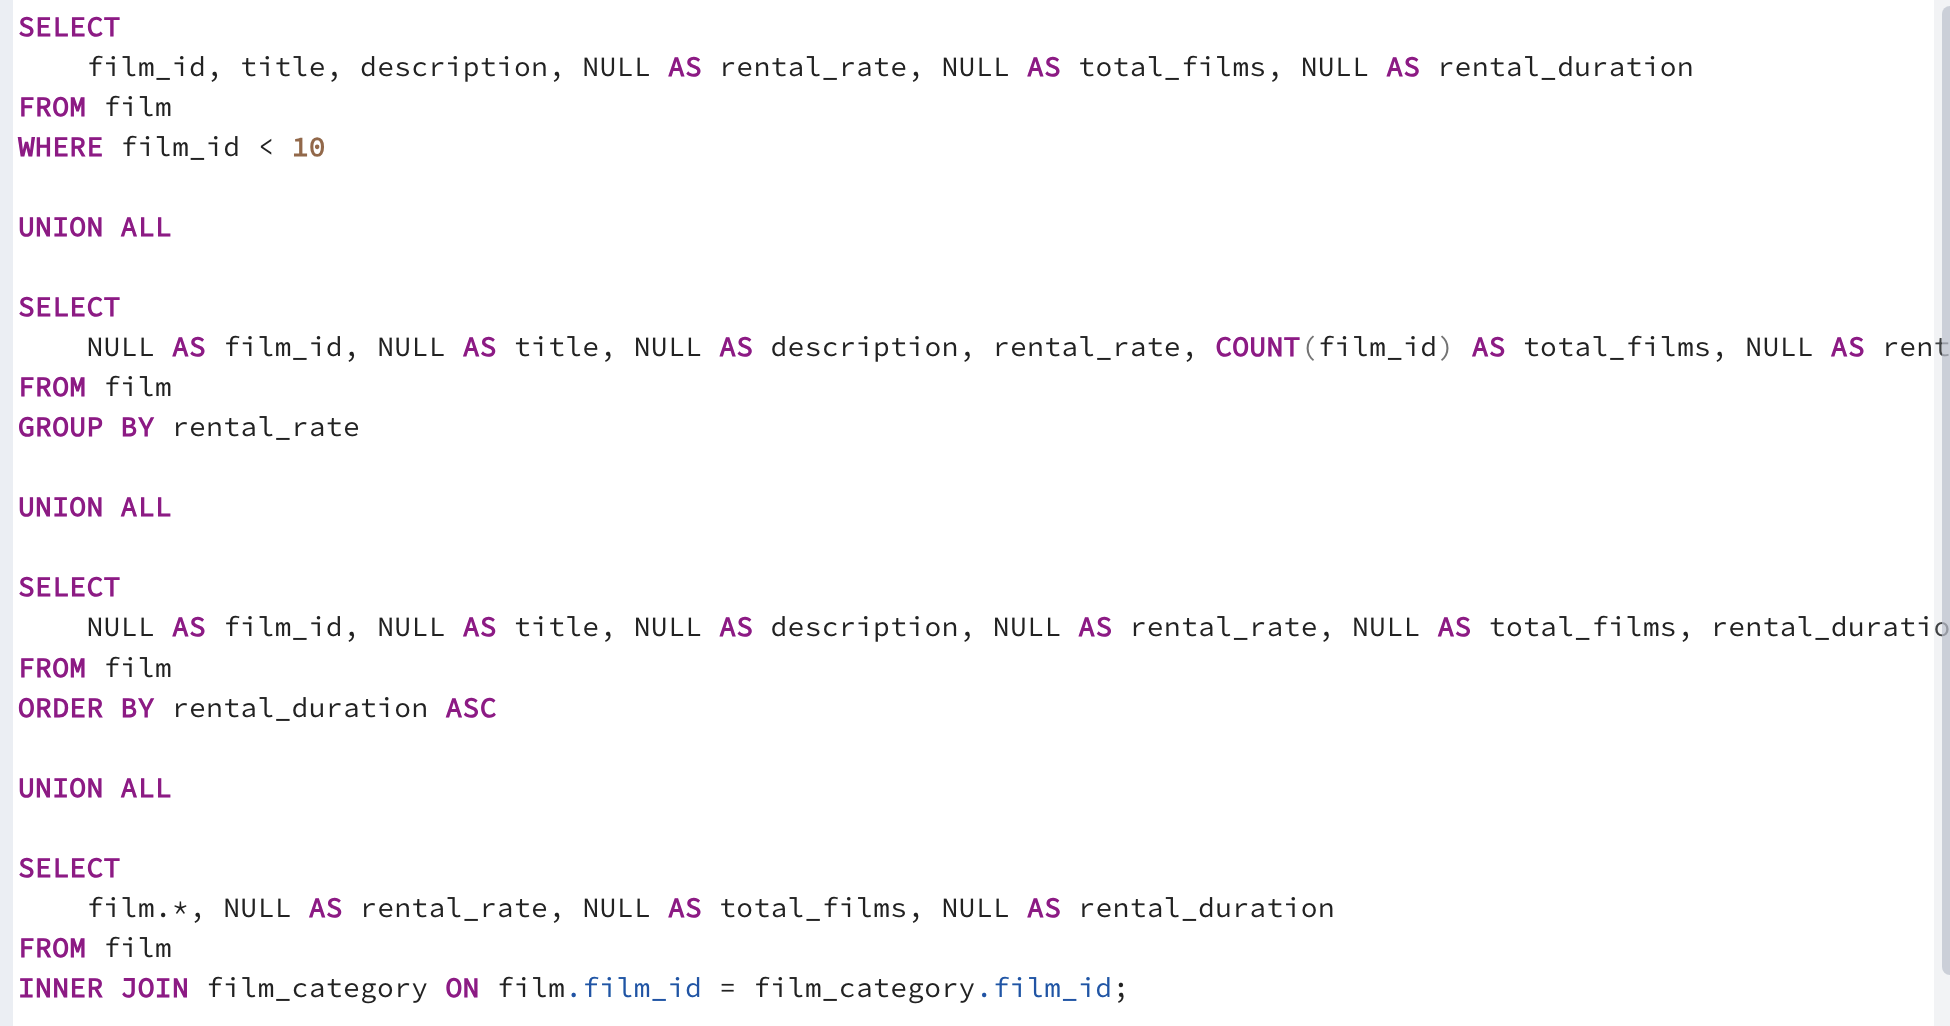 SELECT
film_id, title, description, NULL AS rental_rate, NULL AS total_films, NULL AS rental_duration
FROM film
WHERE film_id < 10
UNION ALL
SELECT
NULL AS film_id, NULL AS title, NULL AS description, rental_rate, COUNT(film_id) AS total_films, NULL AS
FROM film
GROUP BY rental_rate
UNION ALL
SELECT
NULL AS film_id, NULL AS title, NULL AS description, NULL AS rental_rate, NULL AS total_films,
FROM film
ORDER BY rental_duration ASC
UNION ALL
SELECT
film.*, NULL AS rental_rate, NULL AS total_films, NULL AS rental_duration
FROM film
INNER JOIN film_category ON film.film_id = film_category.film_id;